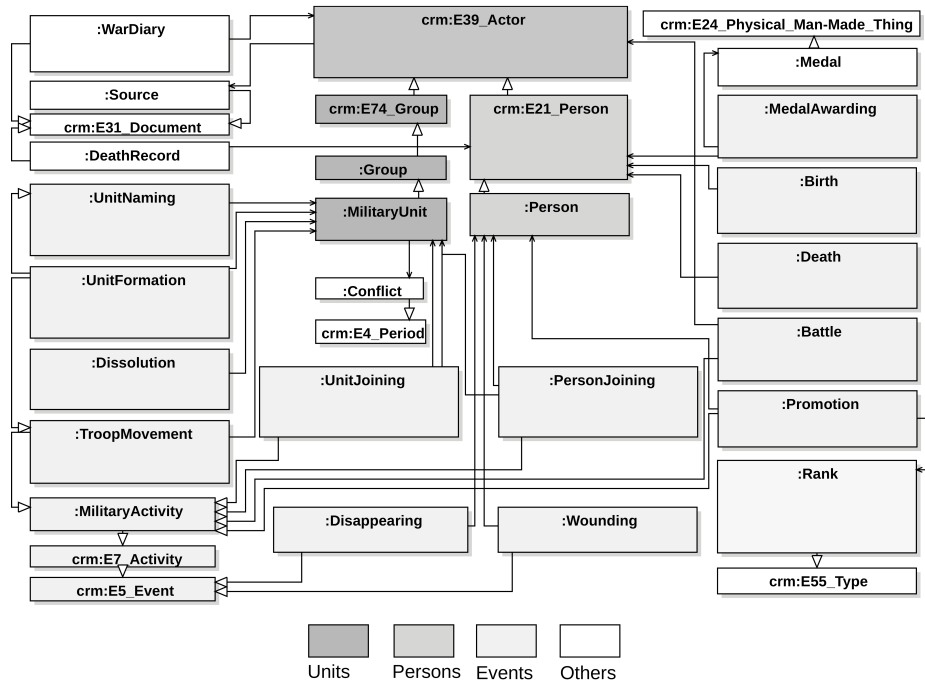 :WarDiary
crm:E39_Actor
crm:E24_Physical_Man-Made_Thing
:Medal
:Source
crm:E74_Group
crm:E21_Person
:MedalAwarding
crm:E31_Document
:DeathRecord
:Group
:Birth
:UnitNaming
:MilitaryUnit
:Person
:Death
:UnitFormation
:Conflict
crm:E4_Period
:Battle
:Dissolution
:UnitJoining
:PersonJoining
:Promotion
:TroopMovement
:Rank
:MilitaryActivity
:Disappearing
:Wounding
crm:E7_Activity
crm:E5_Event
crm:E55_Type
Units
Persons
Events
Others